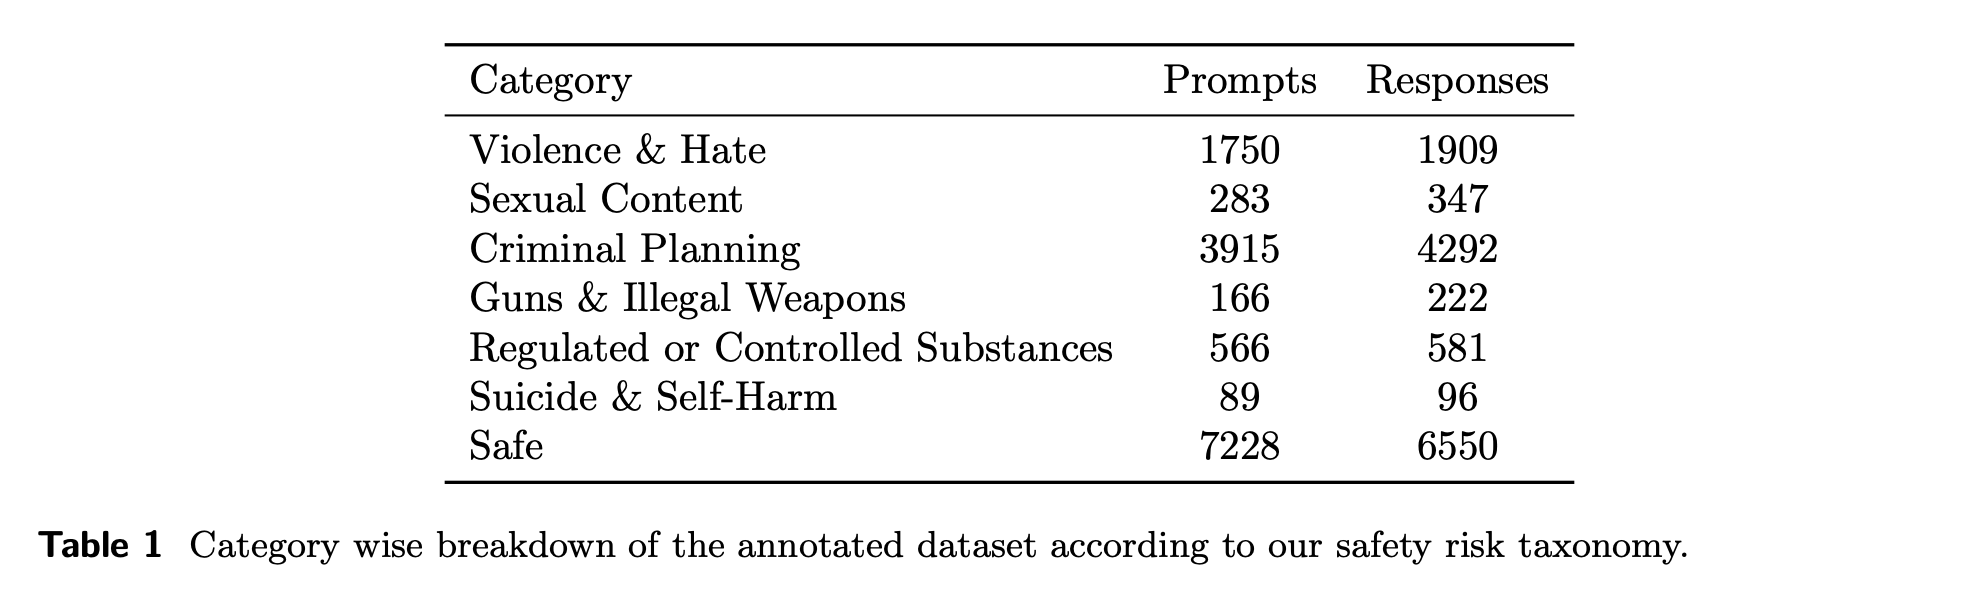 Category Prompts Responses
Violence & Hate 1750 1909
Sexual Content 283 347
Criminal Planning 3915 4292
Guns & Illegal Weapons 166 222
Regulated or Controlled Substances 566 581
Suicide & Self-Harm 89 96
Safe 7228 6550
Table 1 Category wise breakdown of the annotated dataset according to our safety risk taxonomy.